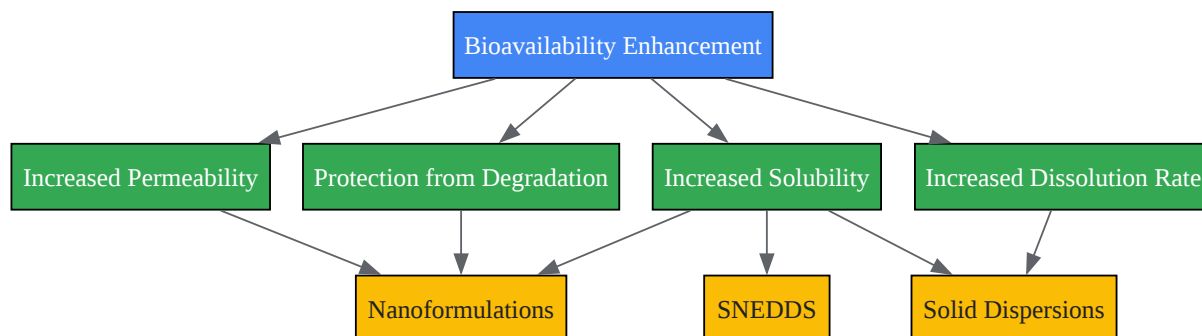 Bioavailability Enhancement
Increased Permeability
Protection from Degradation
Increased Solubility
Increased Dissolution Rate
Nanoformulations
SNEDDS
Solid Dispersions